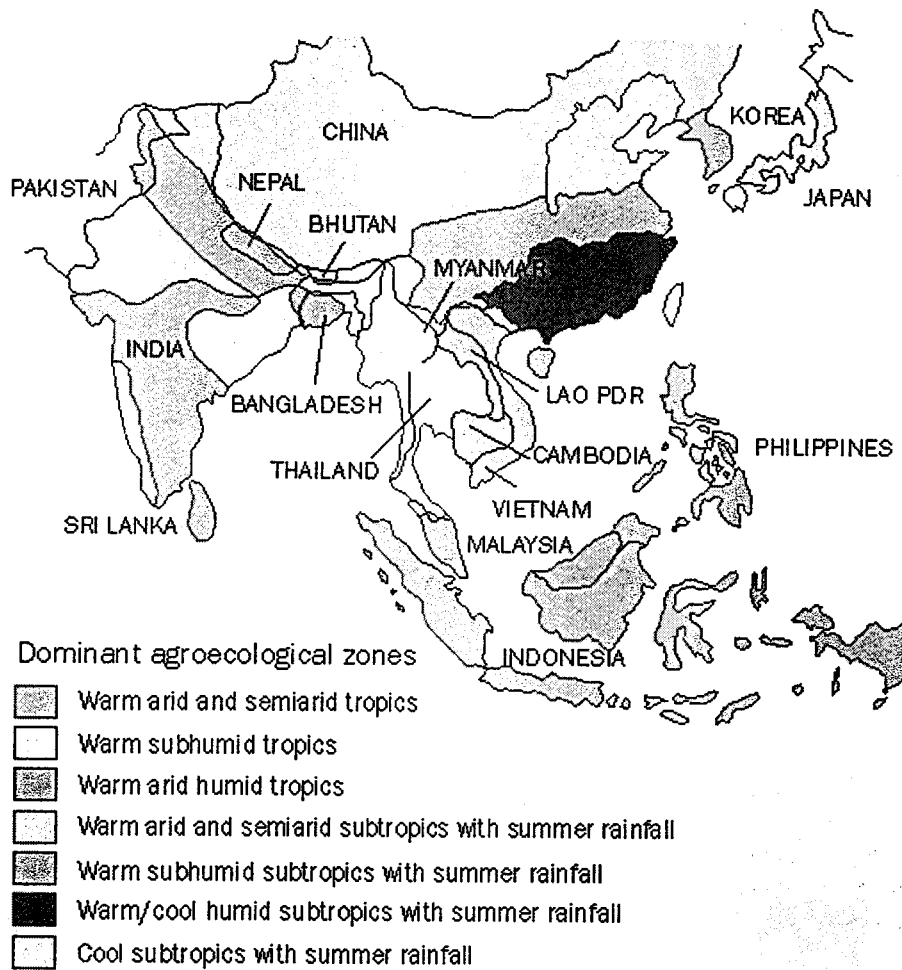 KOREA
CHINA
PAKISTAN
NEPAL
JAPAN
BHUTAN
MYANMAR
INDIA
LAO PDR
BANGLADESH
PHILIPPINES
THAILAND
CAMBODIA
VIETNAM
SRI LANKA
MALAYSIA
INDONESIA
Dominant agroecological zones
Warm arid and semiarid tropics
Warm subhumid tropics
Warm arid humid tropics
Warm arid and semiarid subtropics with summer rainfall
Warm subhumid subtropics with summer rainfall
Warm/cool humid subtropics with summer rainfall
Cool subtropics with summer rainfall